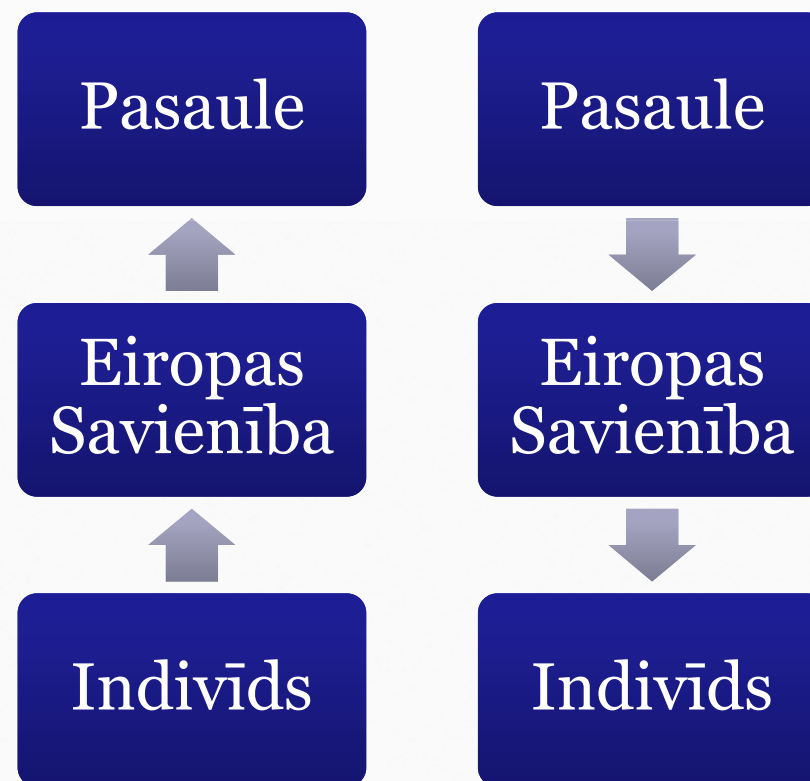 Pasaule
Eiropas
Savienība
Indivīds
Pasaule
Eiropas
Savienība
Indivīds